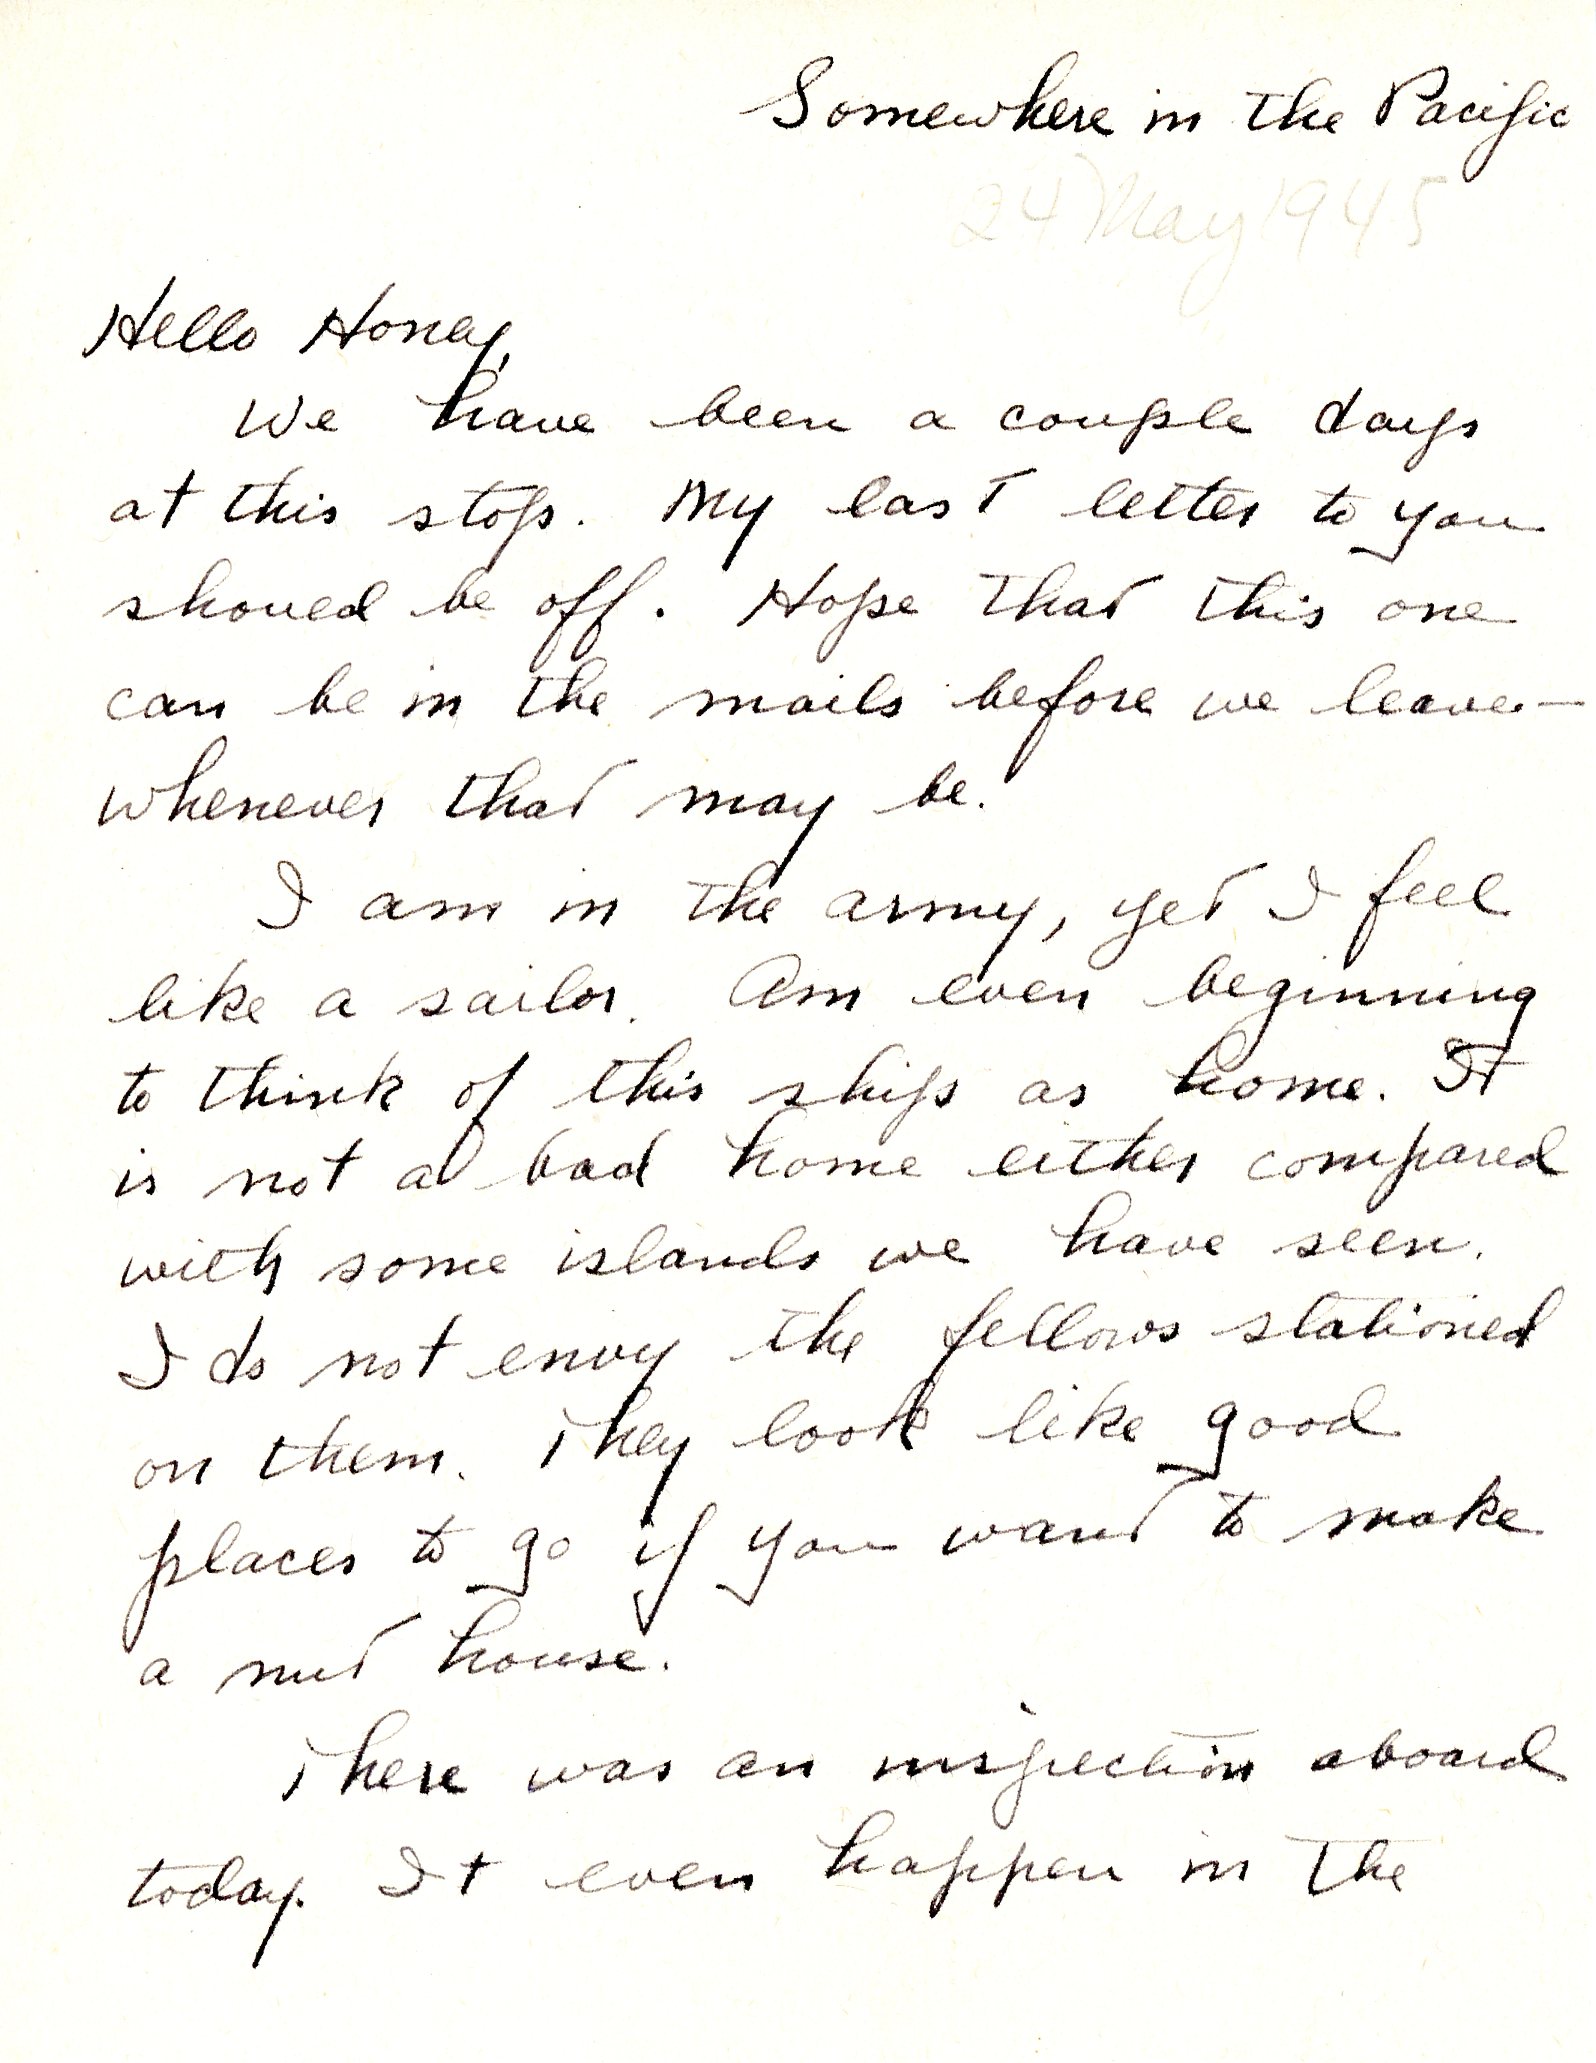 Somewhere in the Pacific
24 May 1945
Hello Honey,
We have been a couple days
at this stop. My last letter to you
shoued be off. Hope that this one
can be in the mails before we leave—
whenever that may be.
I am in the army, yet I feel
like a sailor. Am even beginning
to think of this ship as home. It
is not a bad home either compared
with some islands we have seen.
I do not envy the fellows stationed
on them. They look like good
places to go if you want to make
a nut house.
There was an inspection aboard
today. It even happen in the